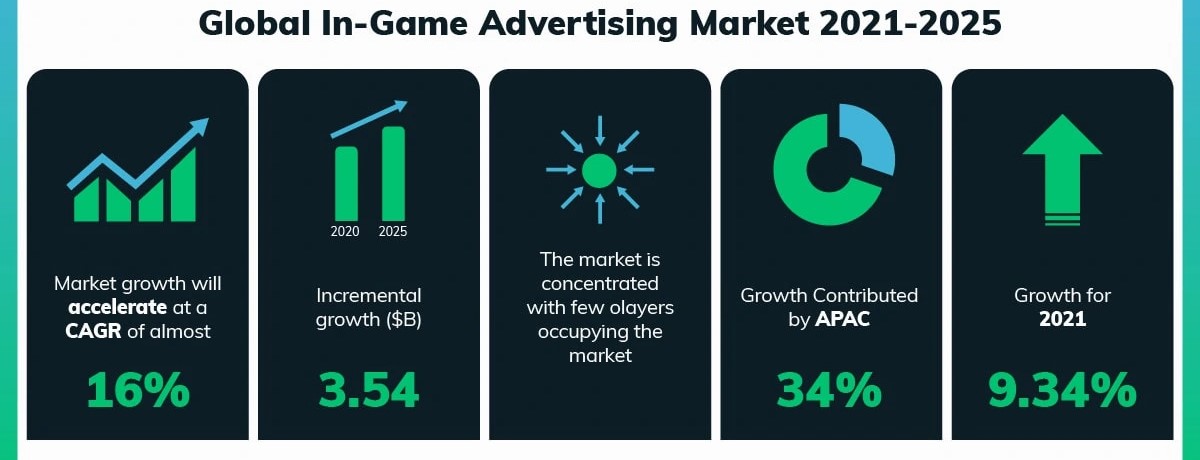 Global In-Game Advertising Market 2021-2025
Market growth will
accelerate at a
CAGR of almost
16%
2020 2025
Incremental
growth ($B)
3.54
The market is
concentrated
with few olayers
occupying the
market
Growth Contributed
by APAC
34%
Growth for
2021
9.34%